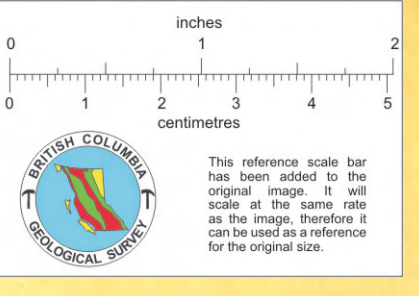 inches
0 1 2
0 1 2 3 4 5
centimetres
BRITISH COLUMBIA
GEOLOGICAL SURVEY
This reference scale bar
has been added to the
original image. It will
scale at the same rate
as the image, therefore it
can be used as a reference
for the original size.